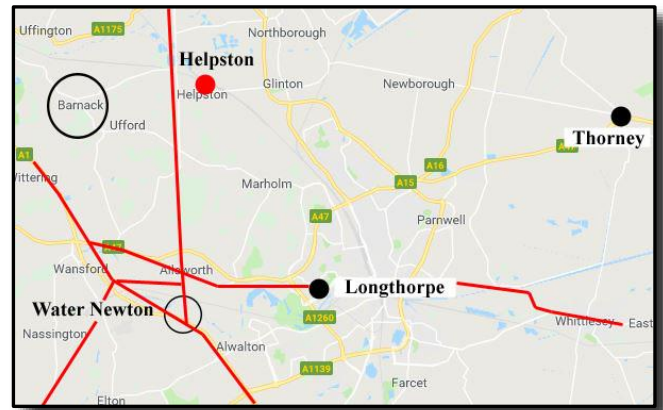 Uffington
A1175
Northborough
Helpston
Helpston
Glinton
Newborough
Barnack
Ufford
Thorney
A1
A16
Wittering
Marholm
A15
A47
Parnwell
Wansford
Ailsworth
Longthorpe
Water Newton
A1260
Whittlesey
East
Nassington
Alwalton
A1139
Farcet
Elton